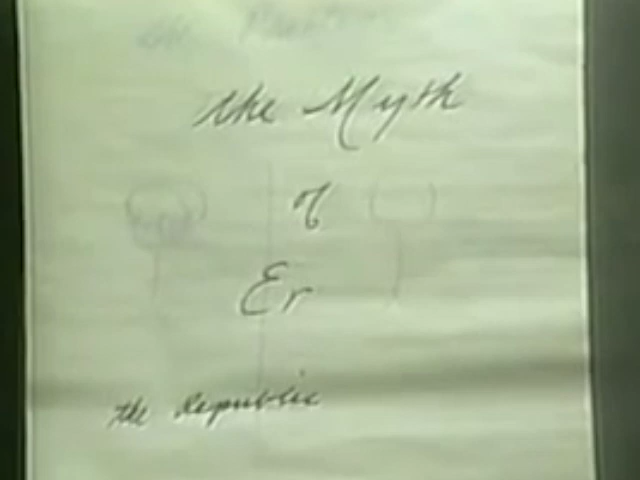 the Myth
of
Er
the Republic